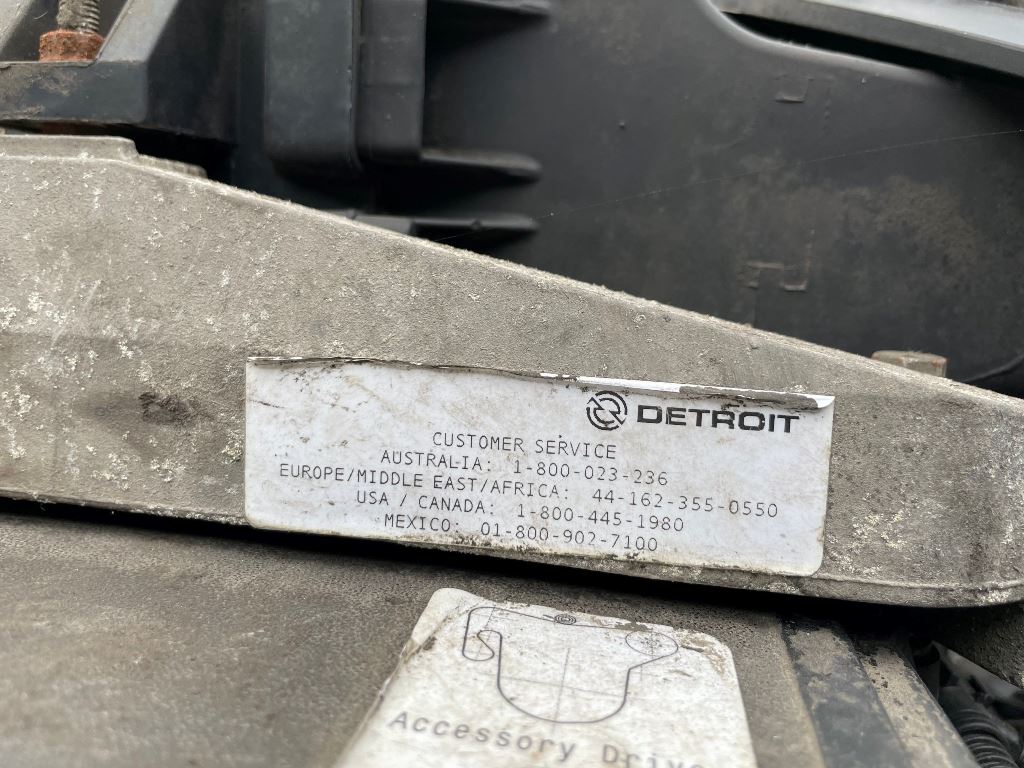 DETROIT
CUSTOMER SERVICE
AUSTRALIA: 1-800-023-236
EUROPE/MIDDLE EAST/AFRICA: 44-162-355-0550
USA / CANADA: 1-800-445-1980
MEXICO: 01-800-902-7100
Accessory Drive